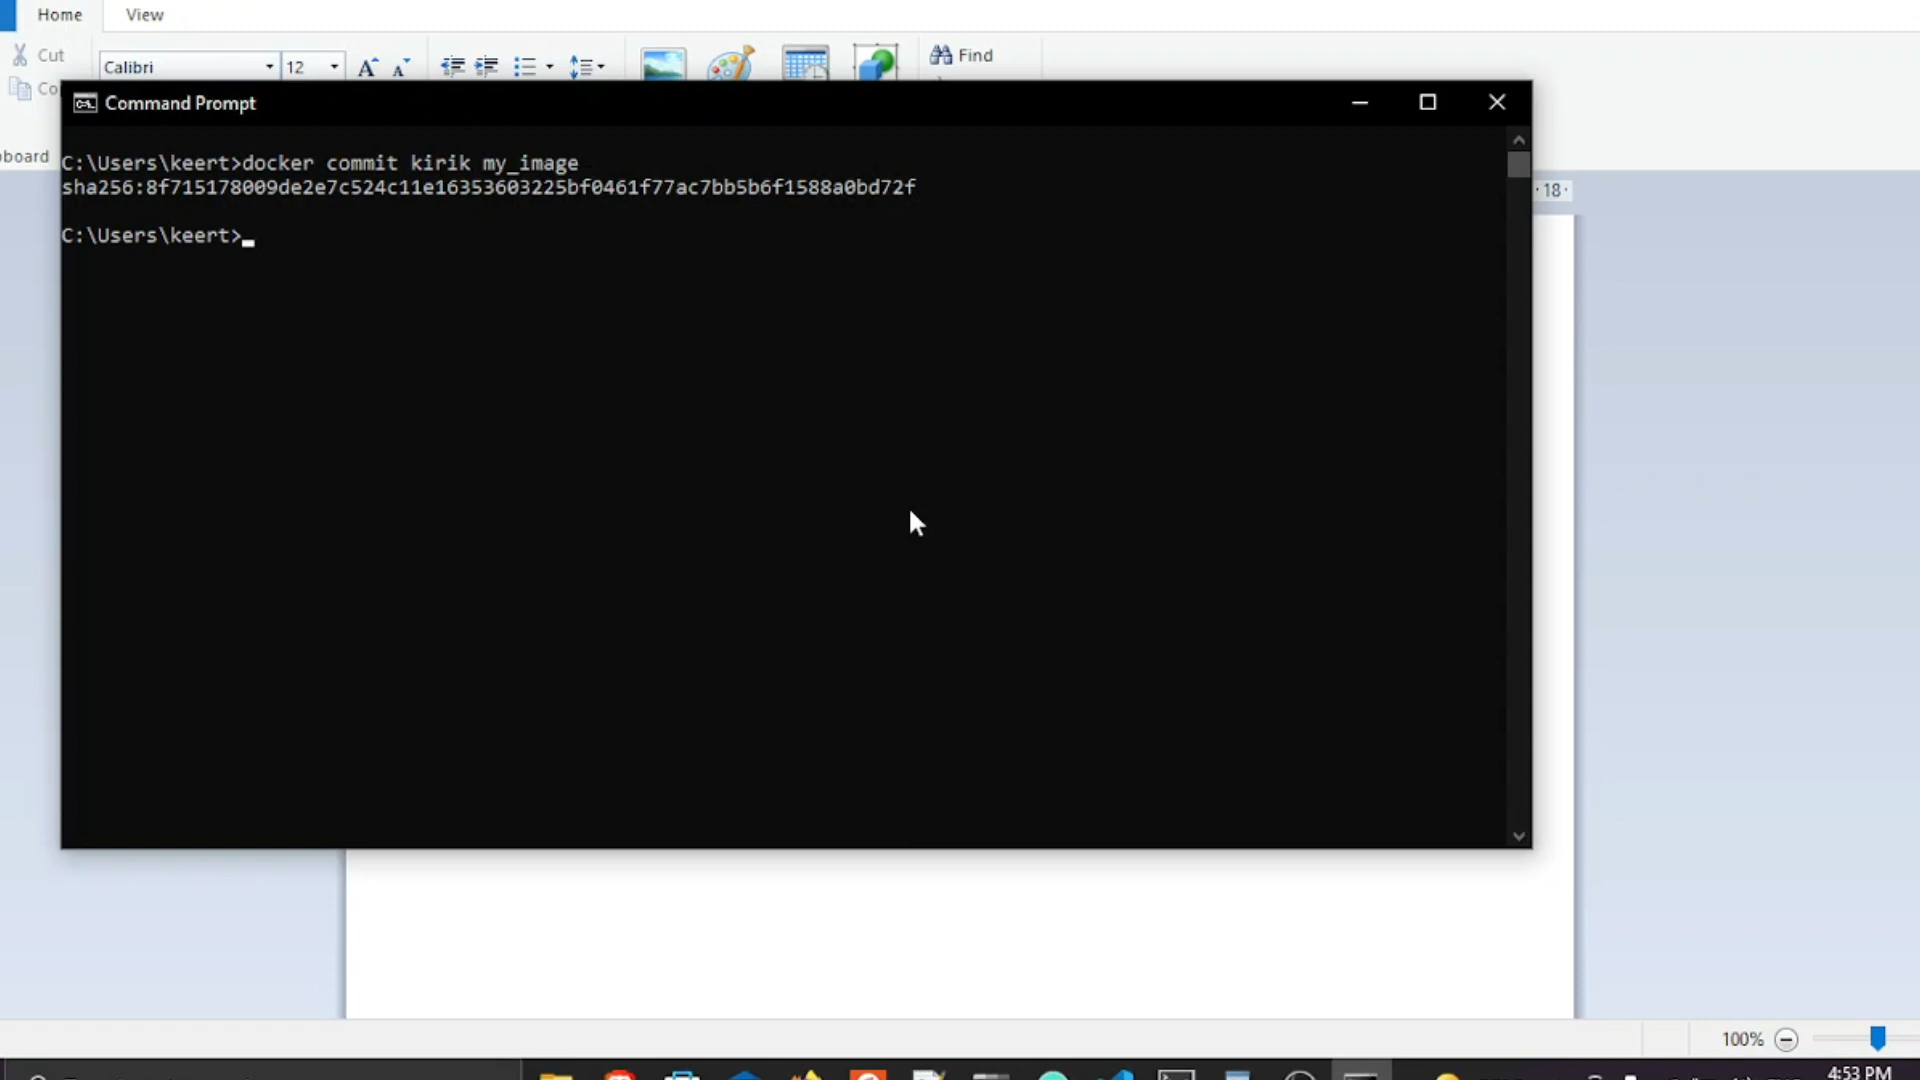 Home View
Cut
Calibri 12 Find
Co
Command Prompt
board
C:\Users\keert>docker commit kirik my_image
sha256:8f715178009de2e7c524c11e16353603225bf0461f77ac7bb5b6f1588a0bd72f
18
C:\Users\keert>
100%
4:53 PM